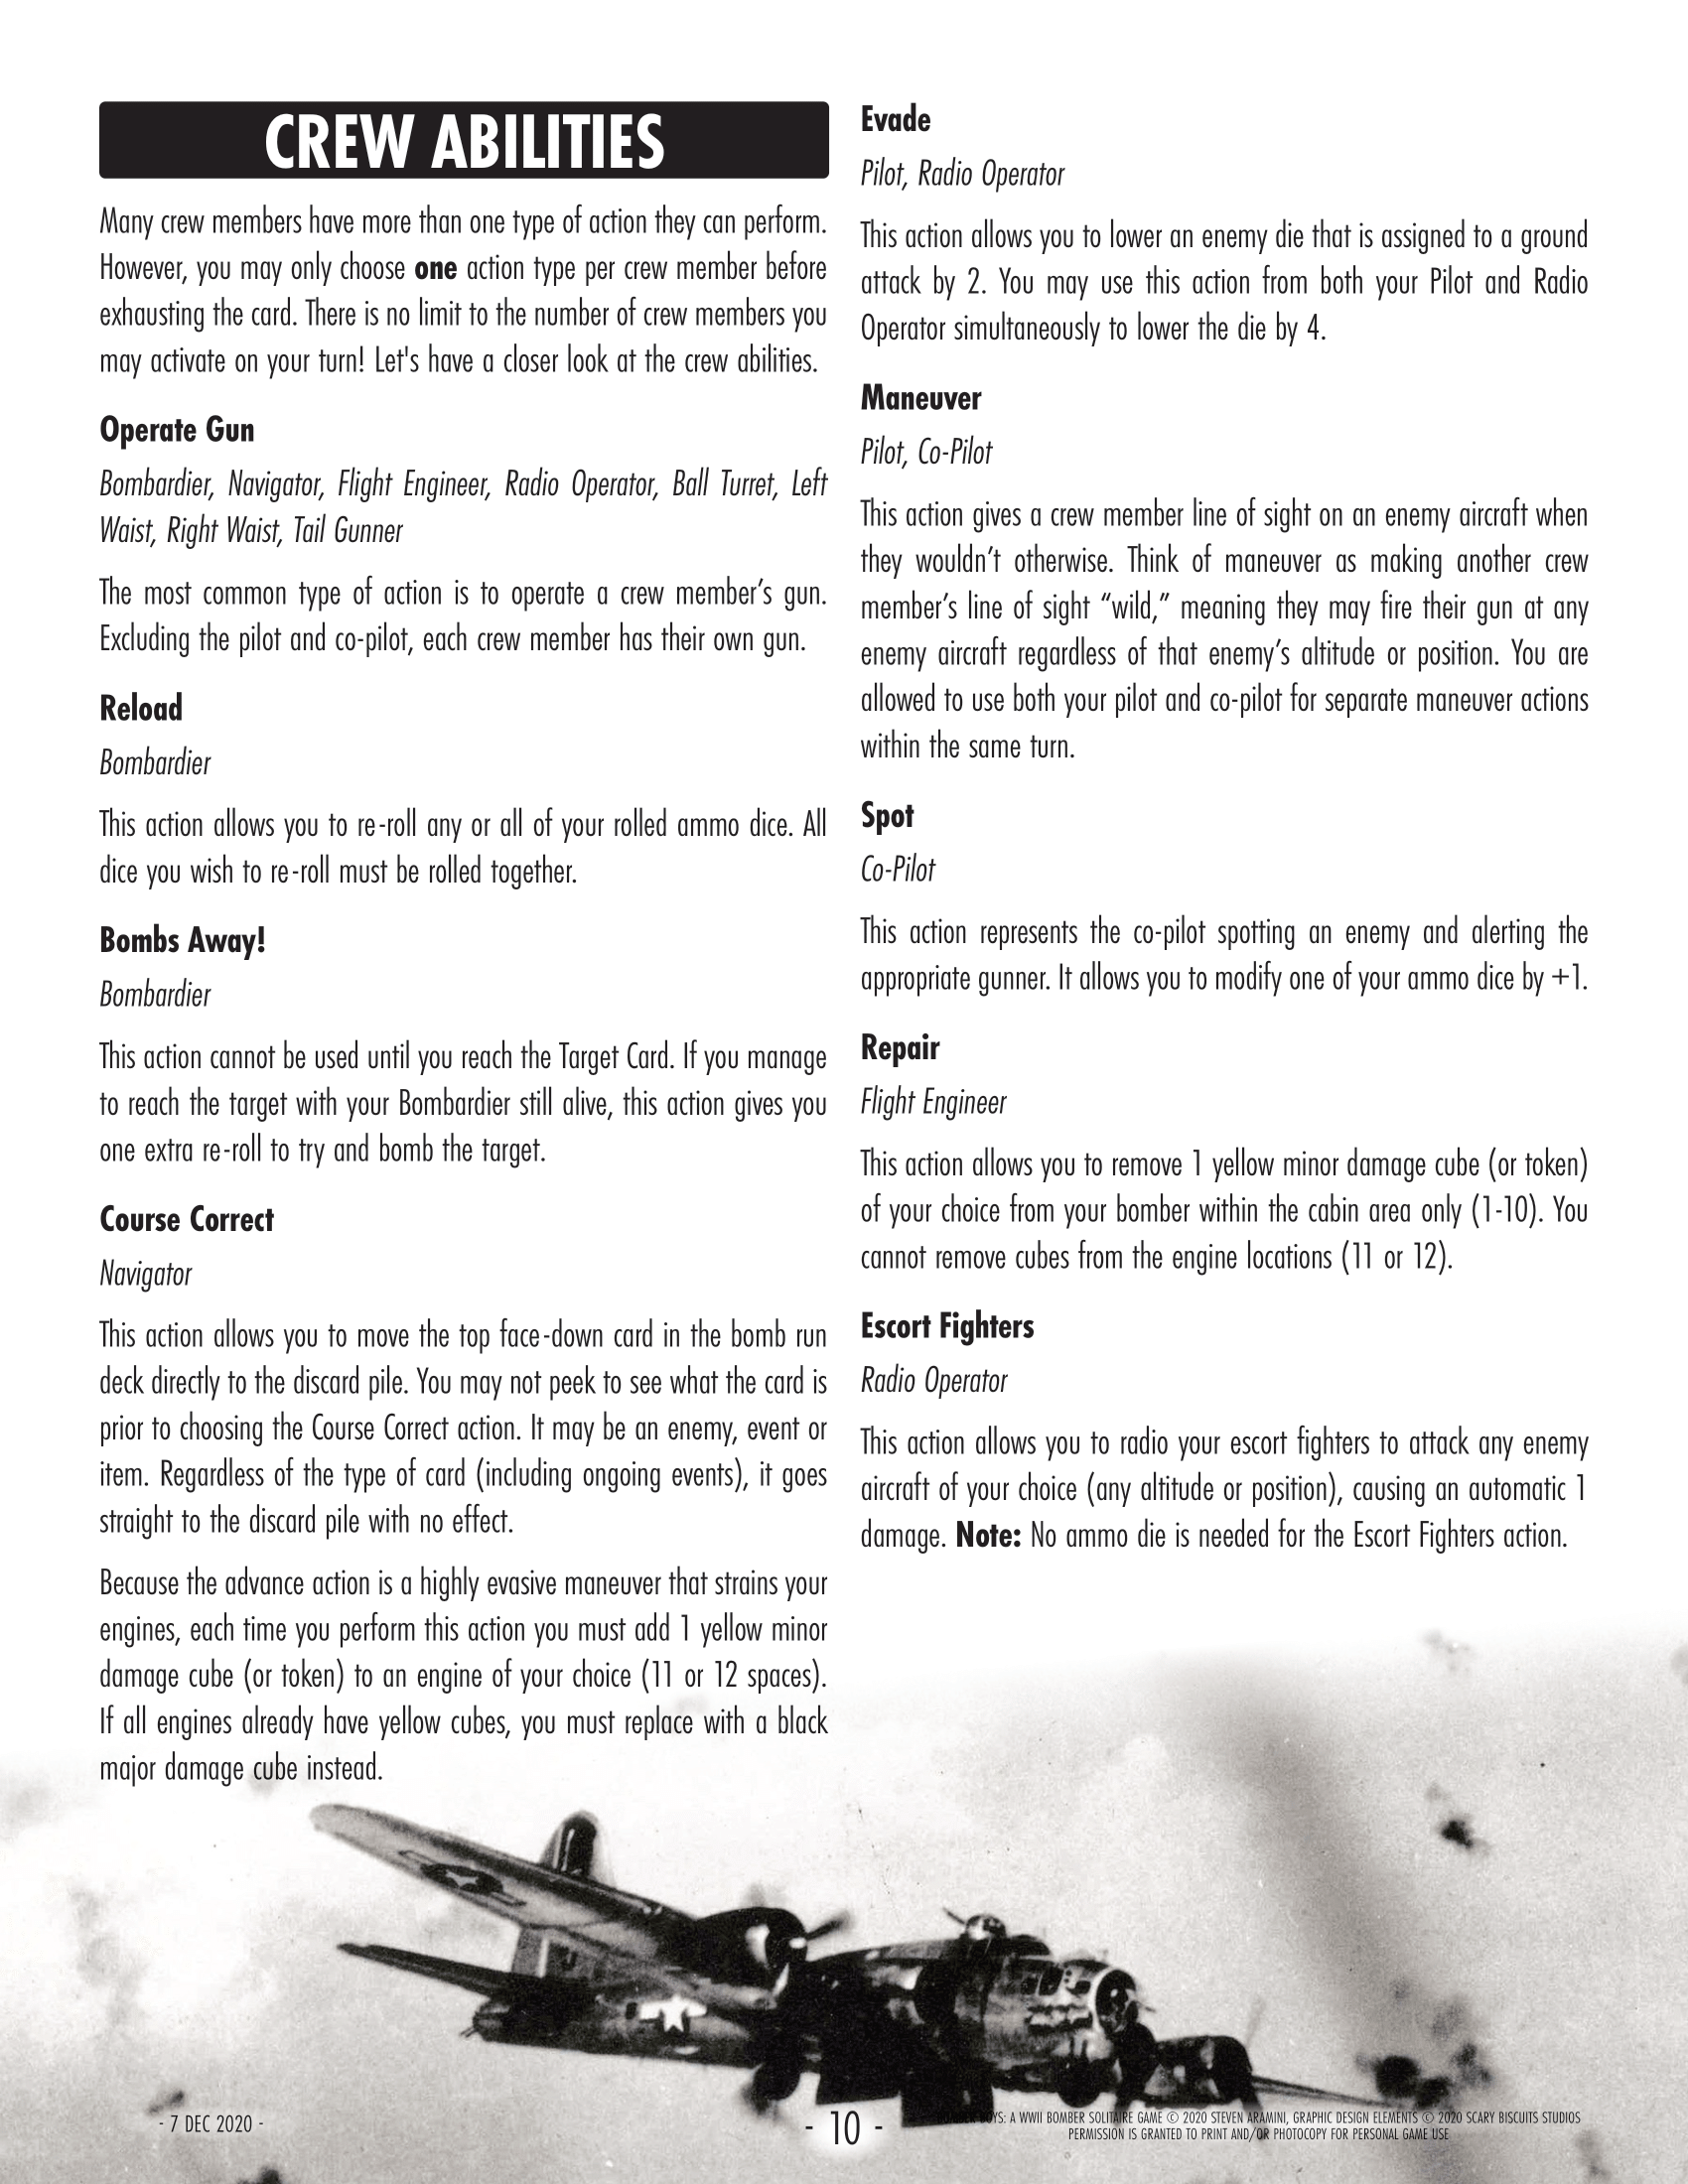 CREW ABILITIES
Many crew members have more than one type of action they can perform.
However, you may only choose one action type per crew member before
exhausting the card. There is no limit to the number of crew members you
may activate on your turn! Let's have a closer look at the crew abilities.
Operate Gun
Bombardier, Navigator, Flight Engineer, Radio Operator, Ball Turret, Left
Waist, Right Waist, Tail Gunner
The most common type of action is to operate a crew member’s gun.
Excluding the pilot and co-pilot, each crew member has their own gun.
Reload
Bombardier
This action allows you to re-roll any or all of your rolled ammo dice. All
dice you wish to re-roll must be rolled together.
Bombs Away!
Bombardier
This action cannot be used until you reach the Target Card. If you manage
to reach the target with your Bombardier still alive, this action gives you
one extra re-roll to try and bomb the target.
Course Correct
Navigator
This action allows you to move the top face-down card in the bomb run
deck directly to the discard pile. You may not peek to see what the card is
prior to choosing the Course Correct action. It may be an enemy, event or
item. Regardless of the type of card (including ongoing events), it goes
straight to the discard pile with no effect.
Because the advance action is a highly evasive maneuver that strains your
engines, each time you perform this action you must add 1 yellow minor
damage cube (or token) to an engine of your choice (11 or 12 spaces).
If all engines already have yellow cubes, you must replace with a black
major damage cube instead.
Evade
Pilot, Radio Operator
This action allows you to lower an enemy die that is assigned to a ground
attack by 2. You may use this action from both your Pilot and Radio
Operator simultaneously to lower the die by 4.
Maneuver
Pilot, Co-Pilot
This action gives a crew member line of sight on an enemy aircraft when
they wouldn’t otherwise. Think of maneuver as making another crew
member’s line of sight “wild,” meaning they may fire their gun at any
enemy aircraft regardless of that enemy’s altitude or position. You are
allowed to use both your pilot and co-pilot for separate maneuver actions
within the same turn.
Spot
Co-Pilot
This action represents the co-pilot spotting an enemy and alerting the
appropriate gunner. It allows you to modify one of your ammo dice by +1.
Repair
Flight Engineer
This action allows you to remove 1 yellow minor damage cube (or token)
of your choice from your bomber within the cabin area only (1-10). You
cannot remove cubes from the engine locations (11 or 12).
Escort Fighters
Radio Operator
This action allows you to radio your escort fighters to attack any enemy
aircraft of your choice (any altitude or position), causing an automatic 1
damage. Note: No ammo die is needed for the Escort Fighters action.
- 7 DEC 2020 -
- 10 -
A WWII BOMBER SOLITAIRE GAME © 2020 STEVEN ARAMINI, GRAPHIC DESIGN ELEMENTS © 2020 SCARY BISCUITS STUDIOS
PERMISSION IS GRANTED TO PRINT AND/OR PHOTOCOPY FOR PERSONAL GAME USE